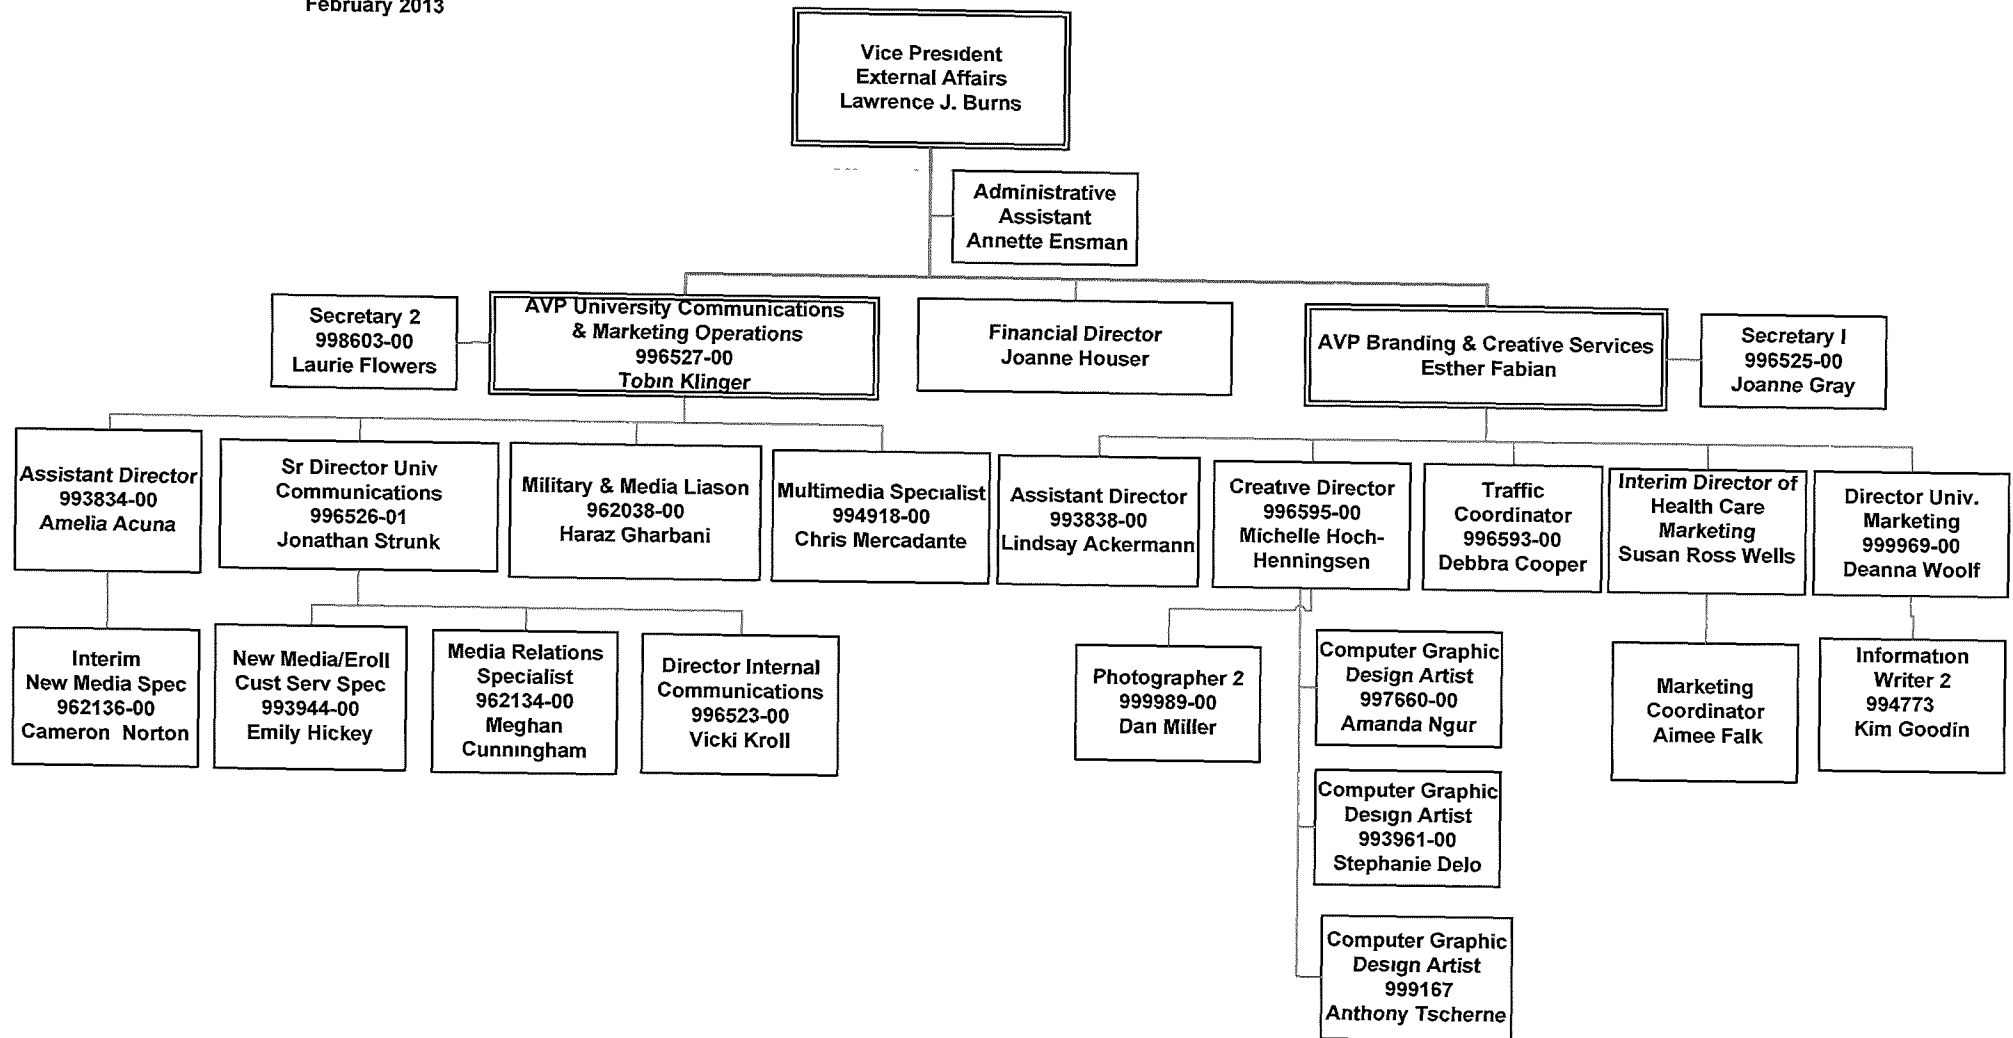 February 2013
Vice President
External Affairs
Lawrence J. Burns
Administrative
Assistant
Annette Ensman
Secretary 2
998603-00
Laurie Flowers
AVP University Communications
& Marketing Operations
996527-00
Tobin Klinger
Financial Director
Joanne Houser
AVP Branding & Creative Services
Esther Fabian
Secretary I
996525-00
Joanne Gray
Assistant Director
993834-00
Amelia Acuna
Sr Director Univ
Communications
996526-01
Jonathan Strunk
Military & Media Liason
962038-00
Haraz Gharbani
Multimedia Specialist
994918-00
Chris Mercadante
Assistant Director
993838-00
Lindsay Ackermann
Creative Director
996595-00
Michelle Hoch-
Henningsen
Traffic
Coordinator
996593-00
Debbra Cooper
Interim Director of
Health Care
Marketing
Susan Ross Wells
Director Univ.
Marketing
999969-00
Deanna Woolf
Interim
New Media Spec
962136-00
Cameron Norton
New Media/Eroll
Cust Serv Spec
993944-00
Emily Hickey
Media Relations
Specialist
962134-00
Meghan
Cunningham
Director Internal
Communications
996523-00
Vicki Kroll
Photographer 2
999989-00
Dan Miller
Computer Graphic
Design Artist
997660-00
Amanda Ngur
Marketing
Coordinator
Aimee Falk
Information
Writer 2
994773
Kim Goodin
Computer Graphic
Design Artist
993961-00
Stephanie Delo
Computer Graphic
Design Artist
999167
Anthony Tscherne